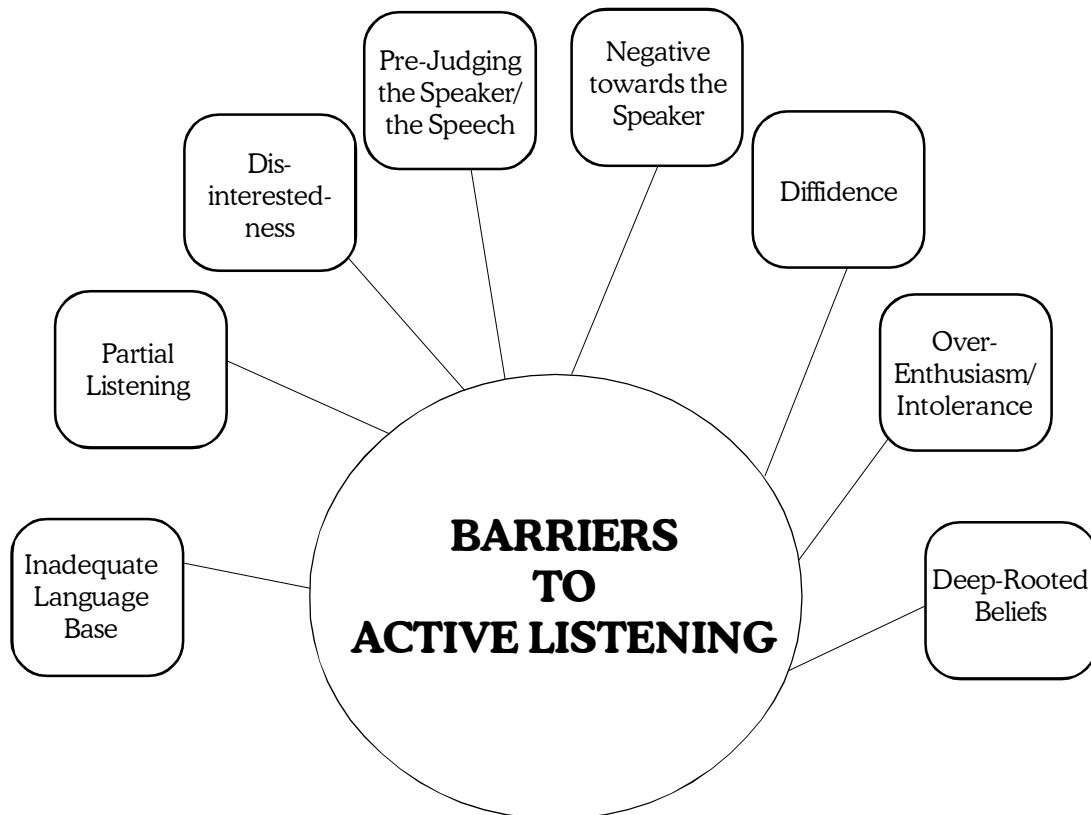 Pre-Judging
the Speaker/
the Speech
Negative
towards the
Speaker
Dis-
interested-
ness
Diffidence
Partial
Listening
Over-
Enthusiasm/
Intolerance
Inadequate
Language
Base
Deep-Rooted
Beliefs
BARRIERS
TO
ACTIVE LISTENING